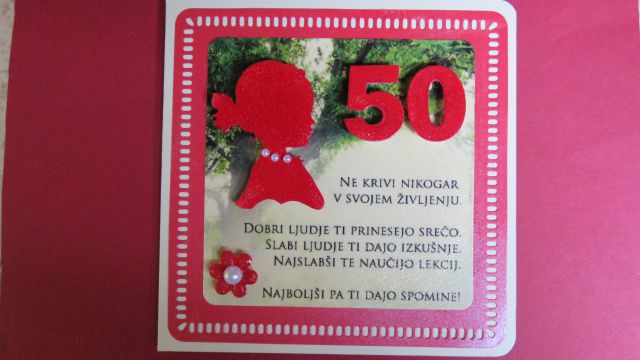 50
NE KRIVI NIKOGAR
V SVOJEM ŽIVLJENJU.
DOBRI LJUDJE TI PRINESEJO SREČO.
SLABI LJUDJE TI DAJO IZKUŠNJE.
NAJSLABŠI TE NAUČIJO LEKCIJ.
NAJBOLJŠI PA TI DAJO SPOMINE!